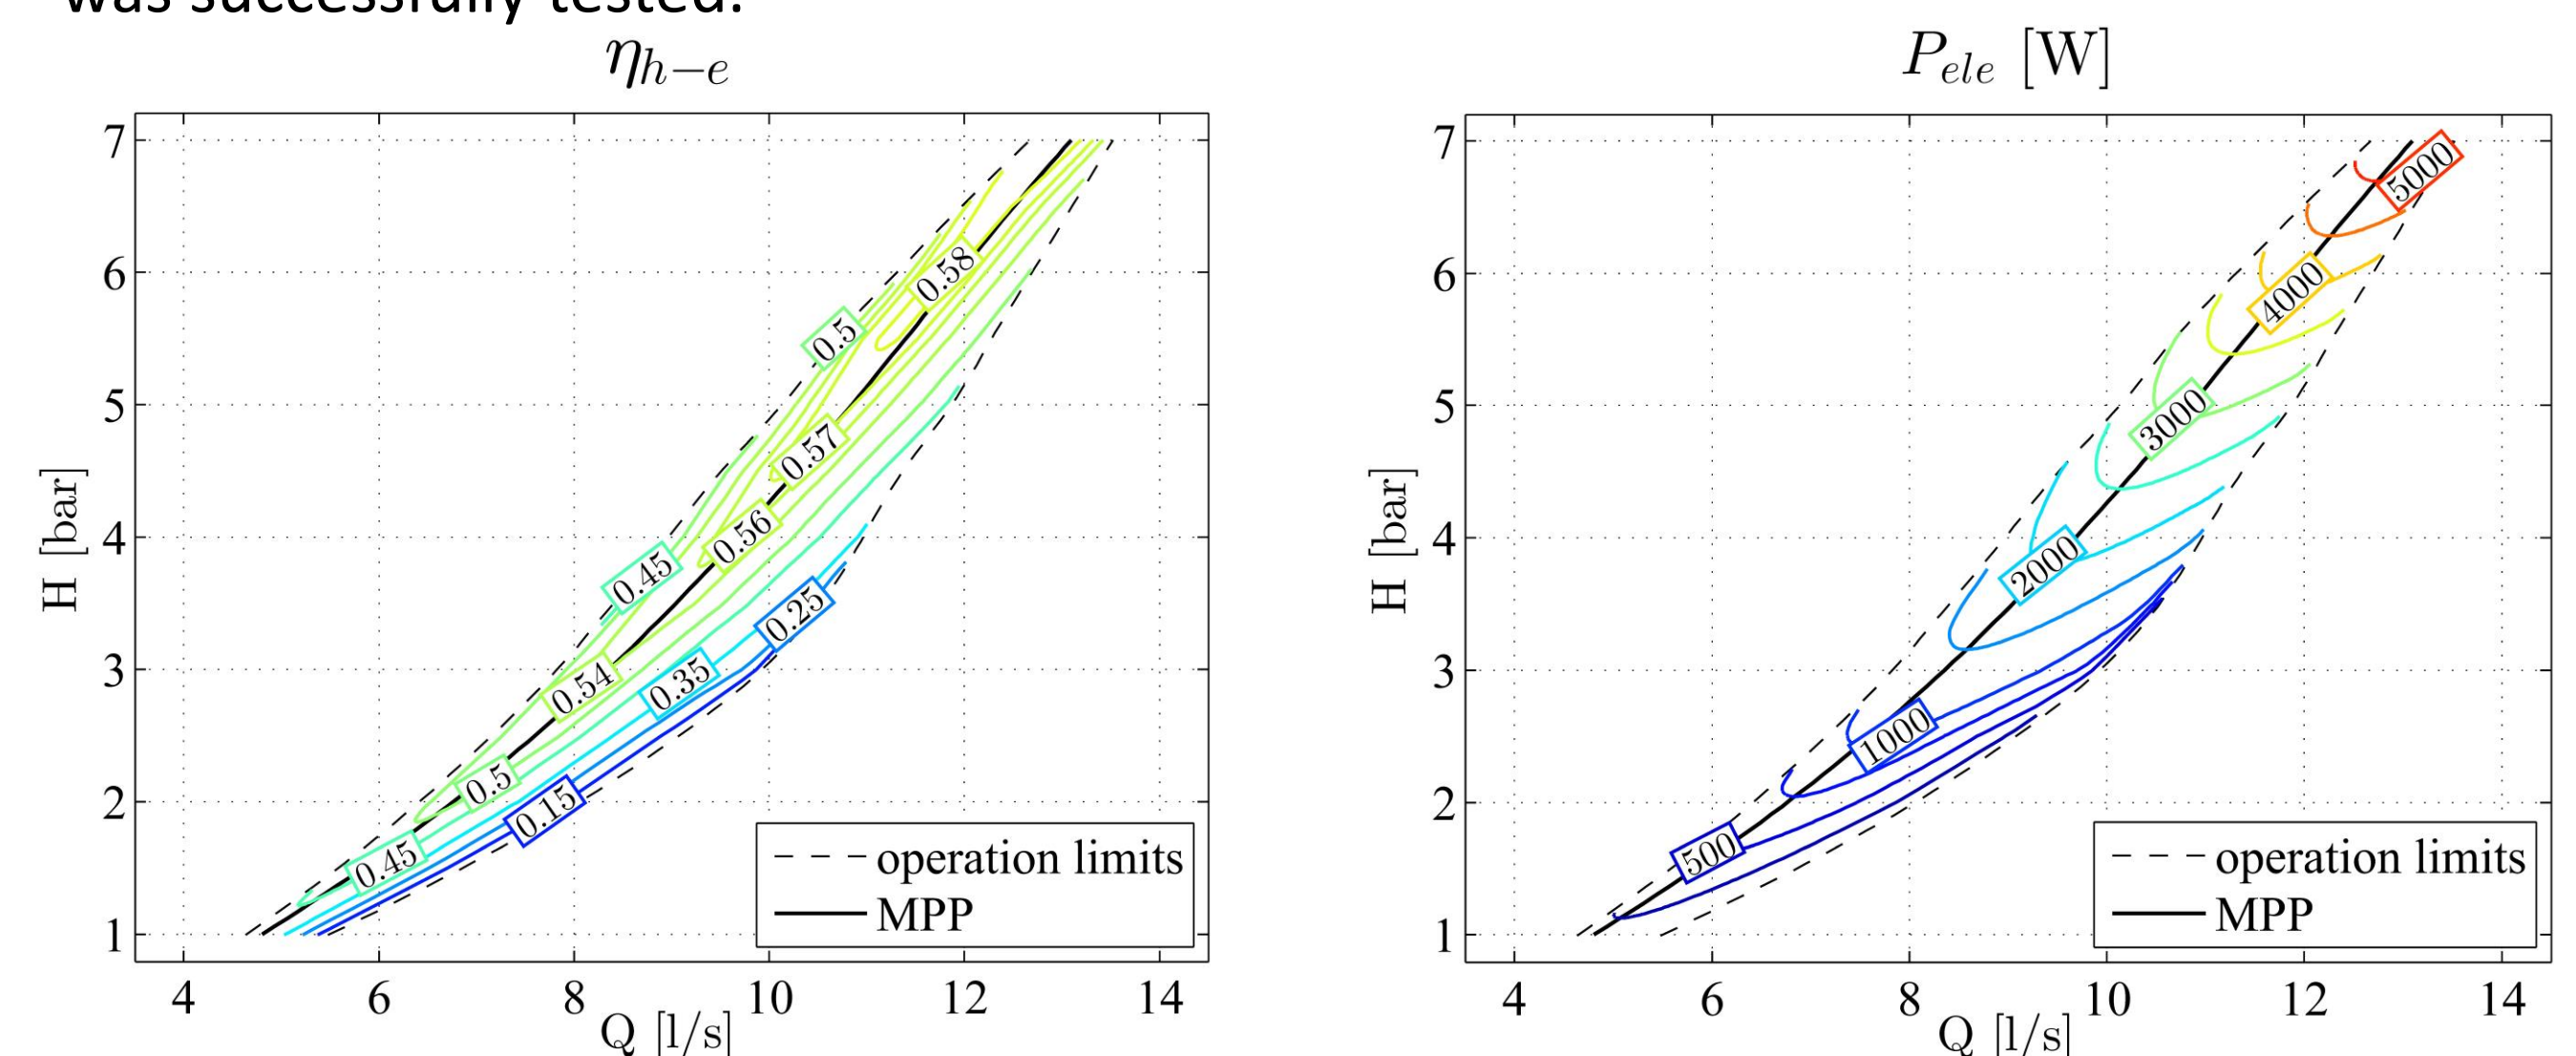 was successfully tested.
η_{h−e}
7
6
5
4
3
2
1
H [bar]
0.5
0.58
0.57
0.56
0.45
0.54
0.25
0.35
0.5
0.15
0.45
operation limits
MPP
4 6 8 10 12 14
Q [l/s]
P_{ele} [W]
7
6
5
4
3
2
1
H [bar]
5000
4000
3000
2000
1000
500
operation limits
MPP
4 6 8 10 12 14
Q [l/s]